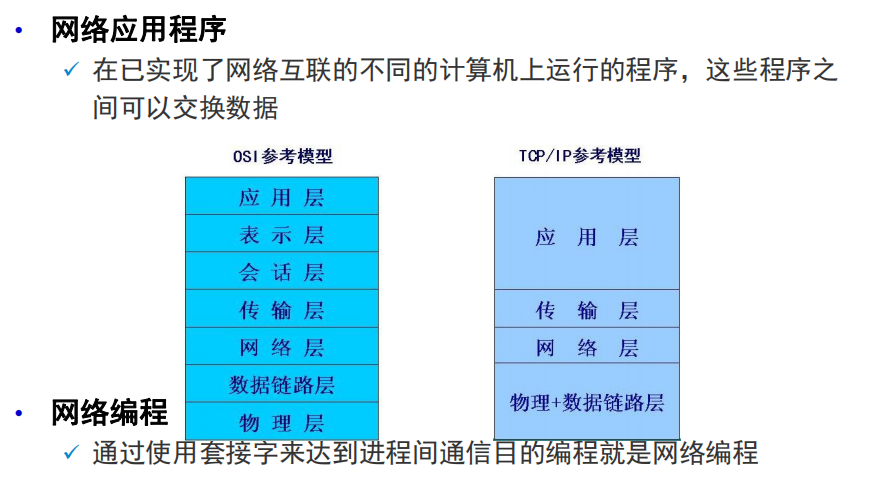 • 网络应用程序
✓ 在已实现了网络互联的不同的计算机上运行的程序，这些程序之
间可以交换数据
OSI参考模型
应 用 层
表 示 层
会 话 层
传 输 层
网 络 层
数据链路层
物 理 层
TCP/IP参考模型
应 用 层
传 输 层
网 络 层
物理+数据链路层
• 网络编程
✓ 通过使用套接字来达到进程间通信目的编程就是网络编程